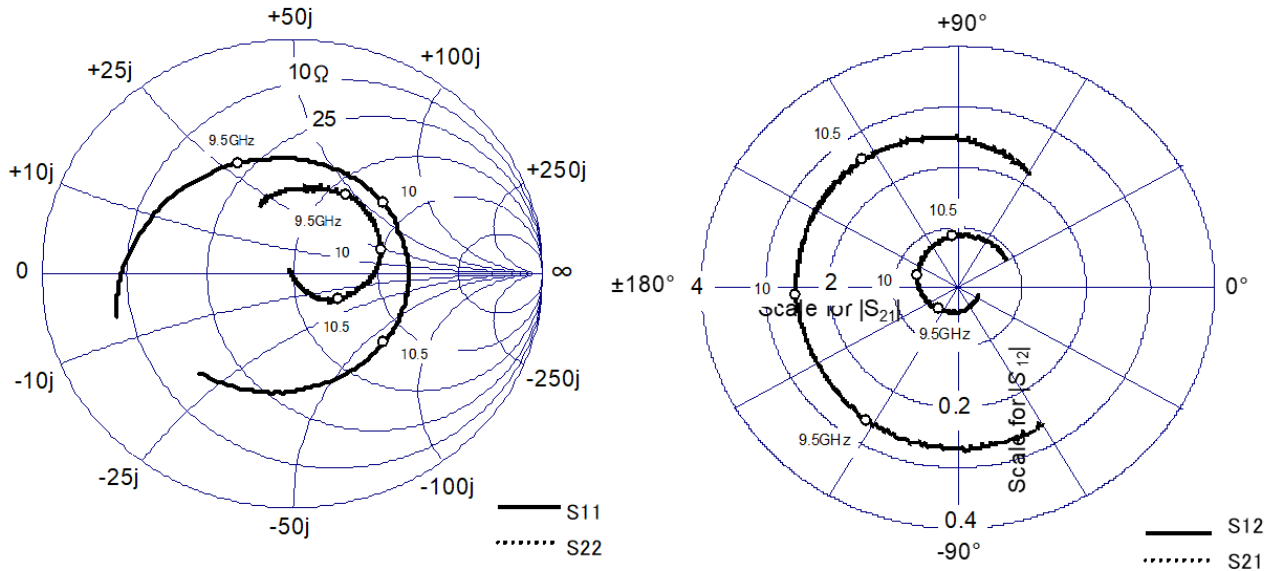 +50j
+25j
+100j
10Ω
25
9.5GHz
+10j
10
+250j
9.5GHz
10
0
∞
10.5
10.5
-10j
-250j
-25j
-100j
-50j
S11
S22
+90°
10.5
10.5
±180°
4
10
2
10
0°
Scale for |S21|
9.5GHz
0.2
9.5GHz
Scale for |S12|
0.4
-90°
S12
S21